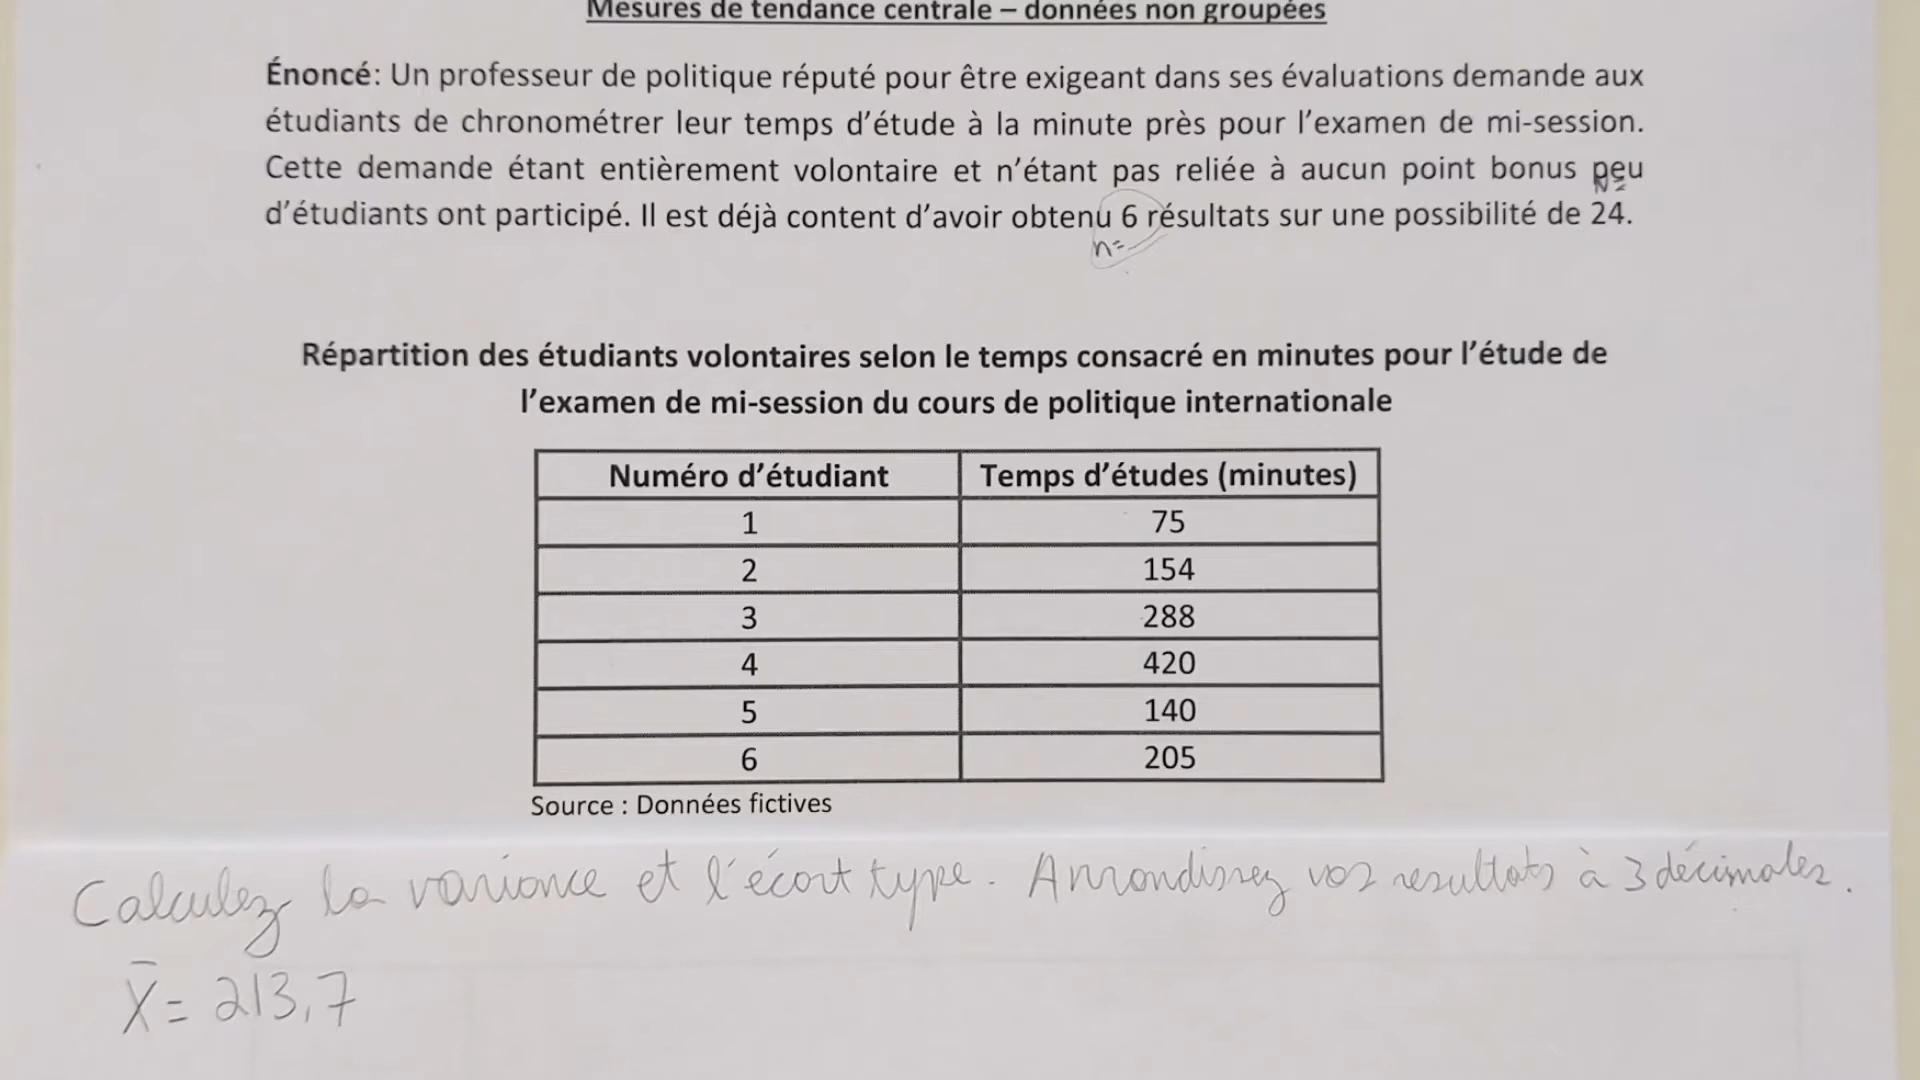 Mesures de tendance centrale – données non groupées
Énoncé: Un professeur de politique réputé pour être exigeant dans ses évaluations demande aux
étudiants de chronométrer leur temps d’étude à la minute près pour l’examen de mi-session.
Cette demande étant entièrement volontaire et n’étant pas reliée à aucun point bonus peu
N=
d’étudiants ont participé. Il est déjà content d’avoir obtenu 6 résultats sur une possibilité de 24.
n=
Répartition des étudiants volontaires selon le temps consacré en minutes pour l’étude de
l’examen de mi-session du cours de politique internationale
Numéro d’étudiant Temps d’études (minutes)
1 75
2 154
3 288
4 420
5 140
6 205
Source : Données fictives
Calculez la variance et l'écart type. Arrondissez vos resultats à 3 décimales.
X̄ = 213,7